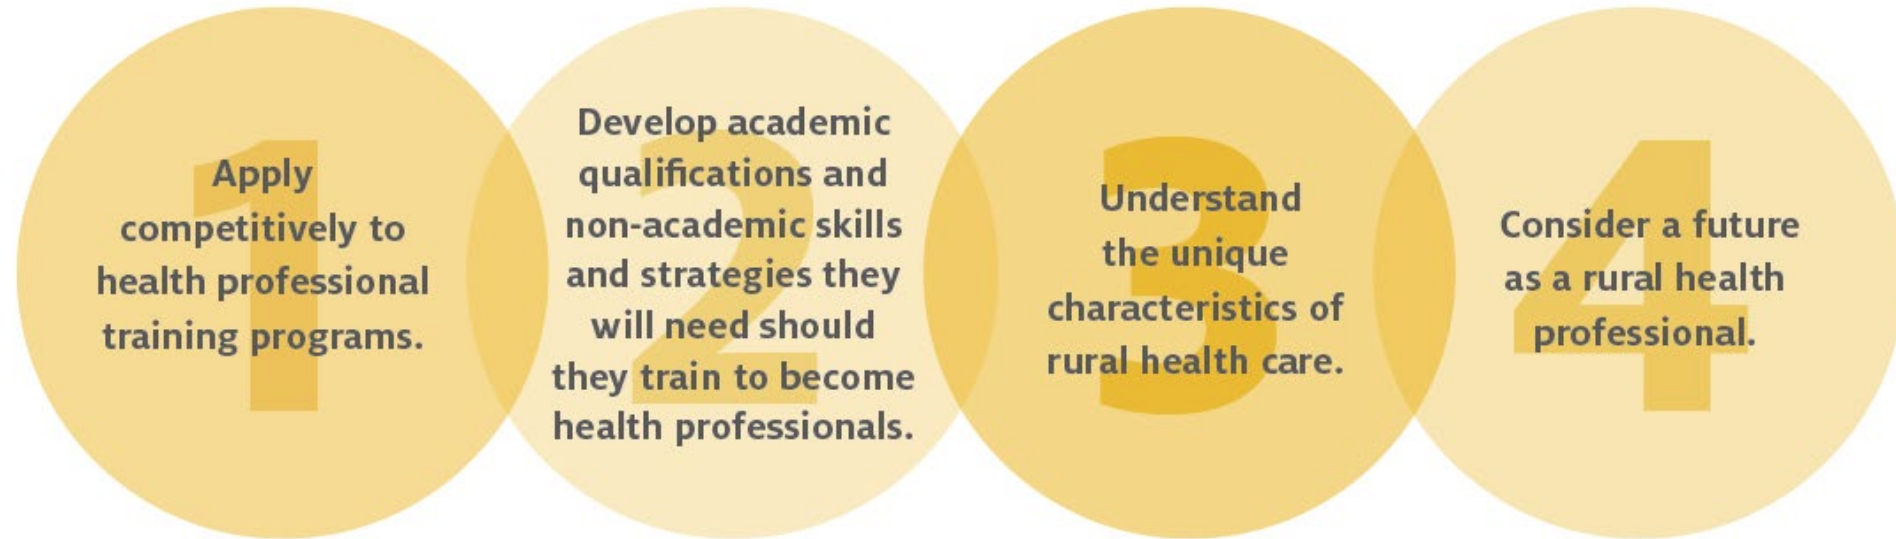 1
Apply
competitively to
health professional
training programs.
2
Develop academic
qualifications and
non-academic skills
and strategies they
will need should
they train to become
health professionals.
3
Understand
the unique
characteristics of
rural health care.
4
Consider a future
as a rural health
professional.